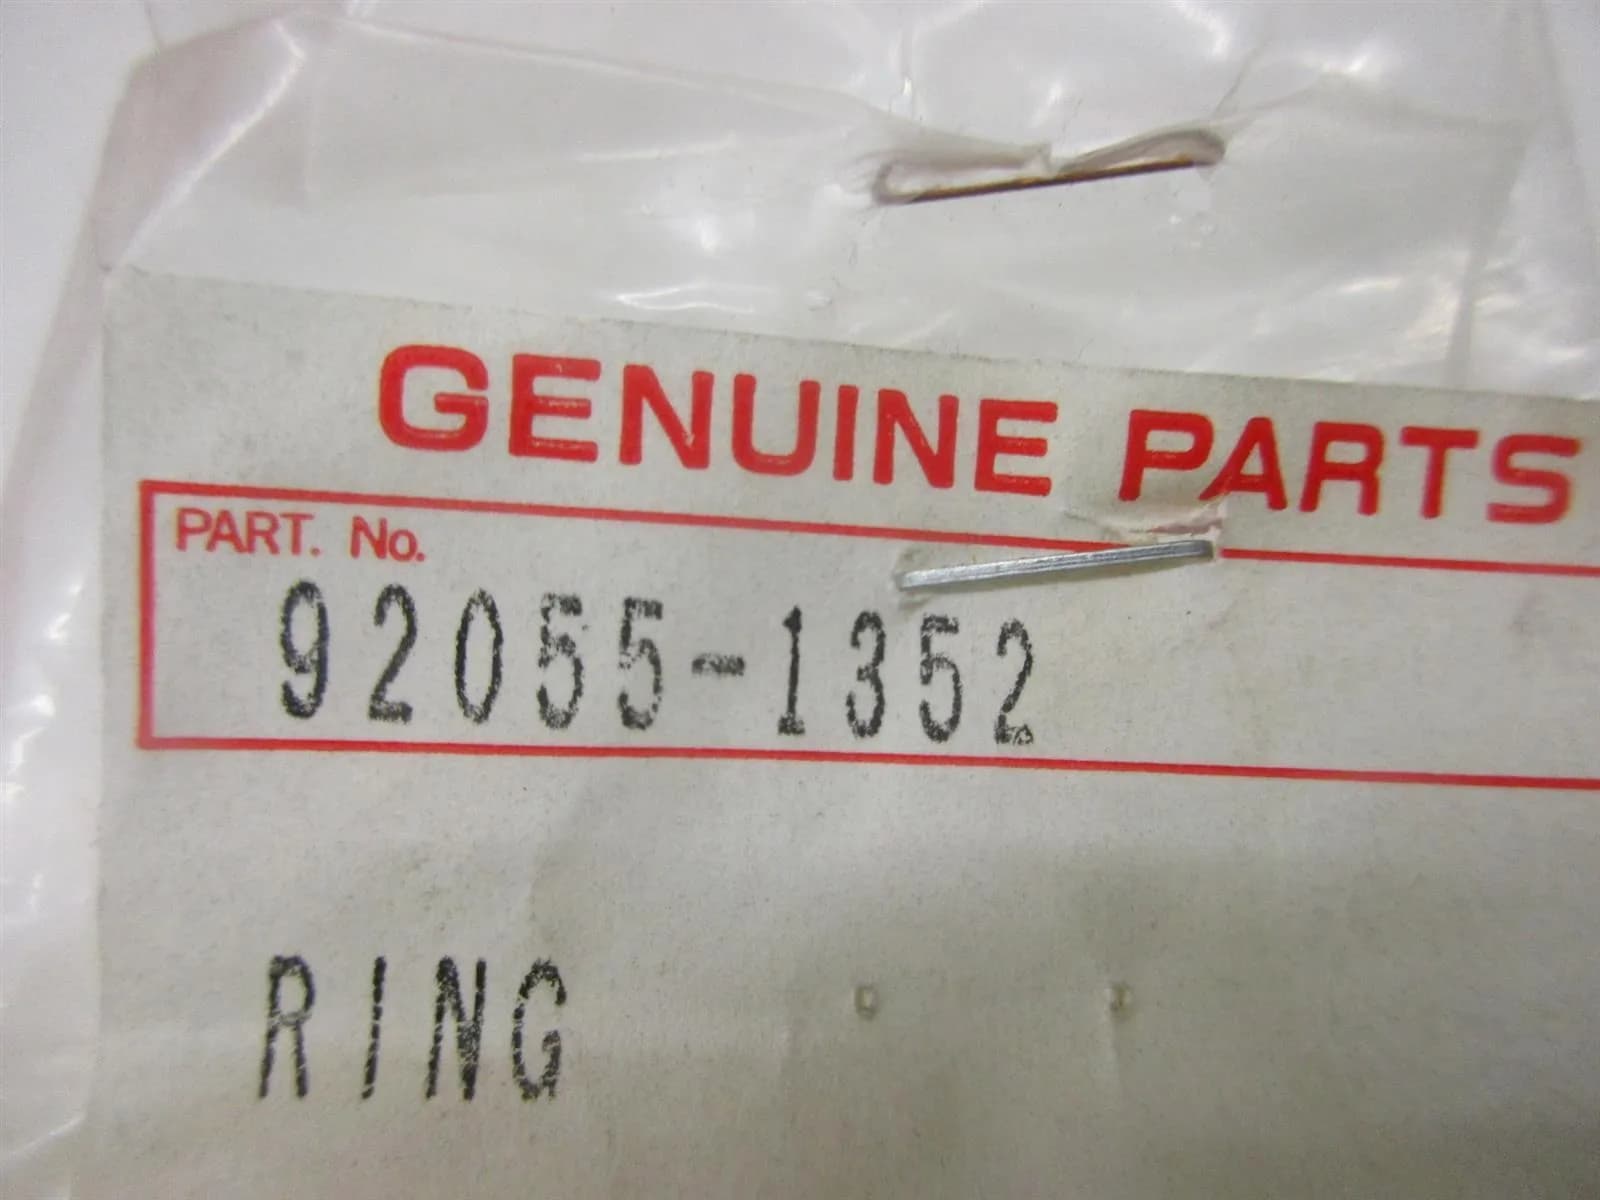 GENUINE PARTS
PART. No.
92055-1352
RING